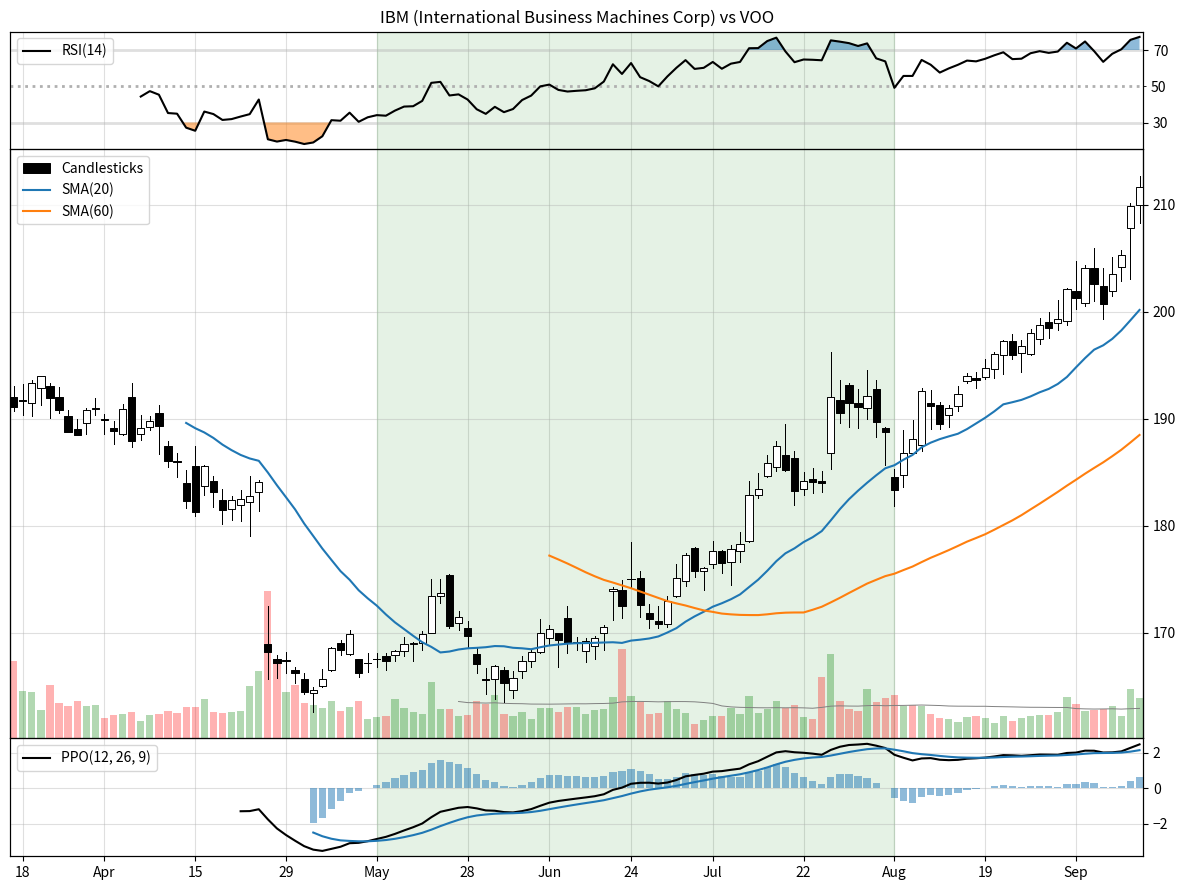 IBM (International Business Machines Corp) vs VOO
RSI(14)
70
50
30
Candlesticks
SMA(20)
SMA(60)
210
200
190
180
170
PPO(12, 26, 9)
2
0
−2
18 Apr 15 29 May 28 Jun 24 Jul 22 Aug 19 Sep